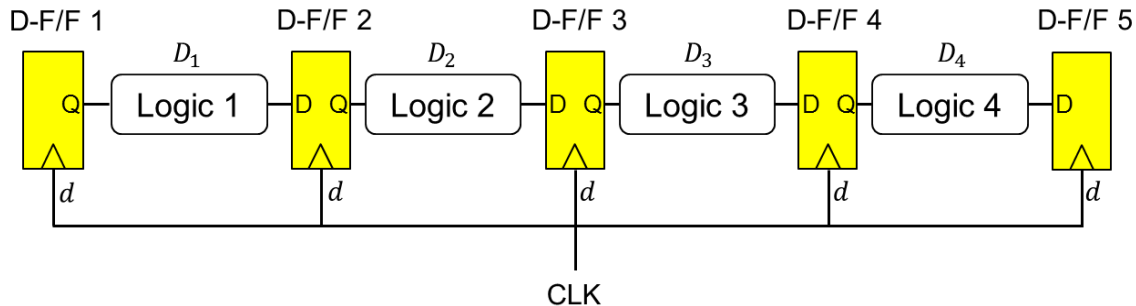 D-F/F 1 D-F/F 2 D-F/F 3 D-F/F 4 D-F/F 5
D₁ D₂ D₃ D₄
Q Logic 1 D Q Logic 2 D Q Logic 3 D Q Logic 4 D
d d d d d
CLK